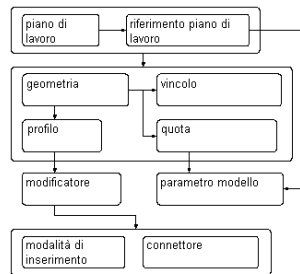 piano di
lavoro
riferimento piano di
lavoro
geometria
vincolo
profilo
quota
modificatore
parametro modello
modalità di
inserimento
connettore